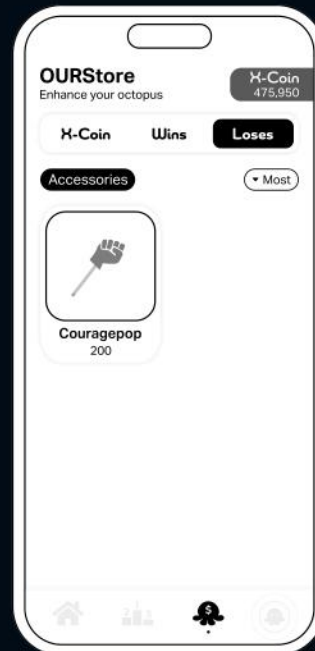 OURStore
Enhance your octopus
X-Coin
475,950
X-Coin
Wins
Loses
Accessories
Most
Couragepop
200
$